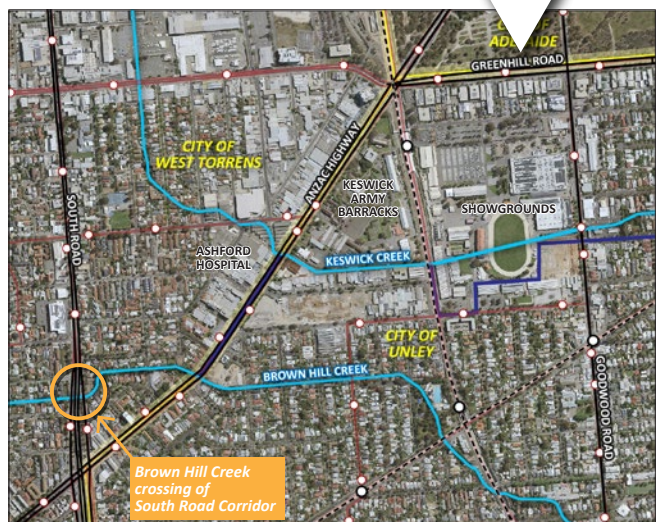 CITY OF
ADELAIDE
GREENHILL ROAD
CITY OF
WEST TORRENS
ANZAC HIGHWAY
KESWICK
ARMY
BARRACKS
SHOWGROUNDS
SOUTH ROAD
ASHFORD
HOSPITAL
KESWICK CREEK
CITY OF
UNLEY
BROWN HILL CREEK
GOODWOOD ROAD
Brown Hill Creek
crossing of
South Road Corridor